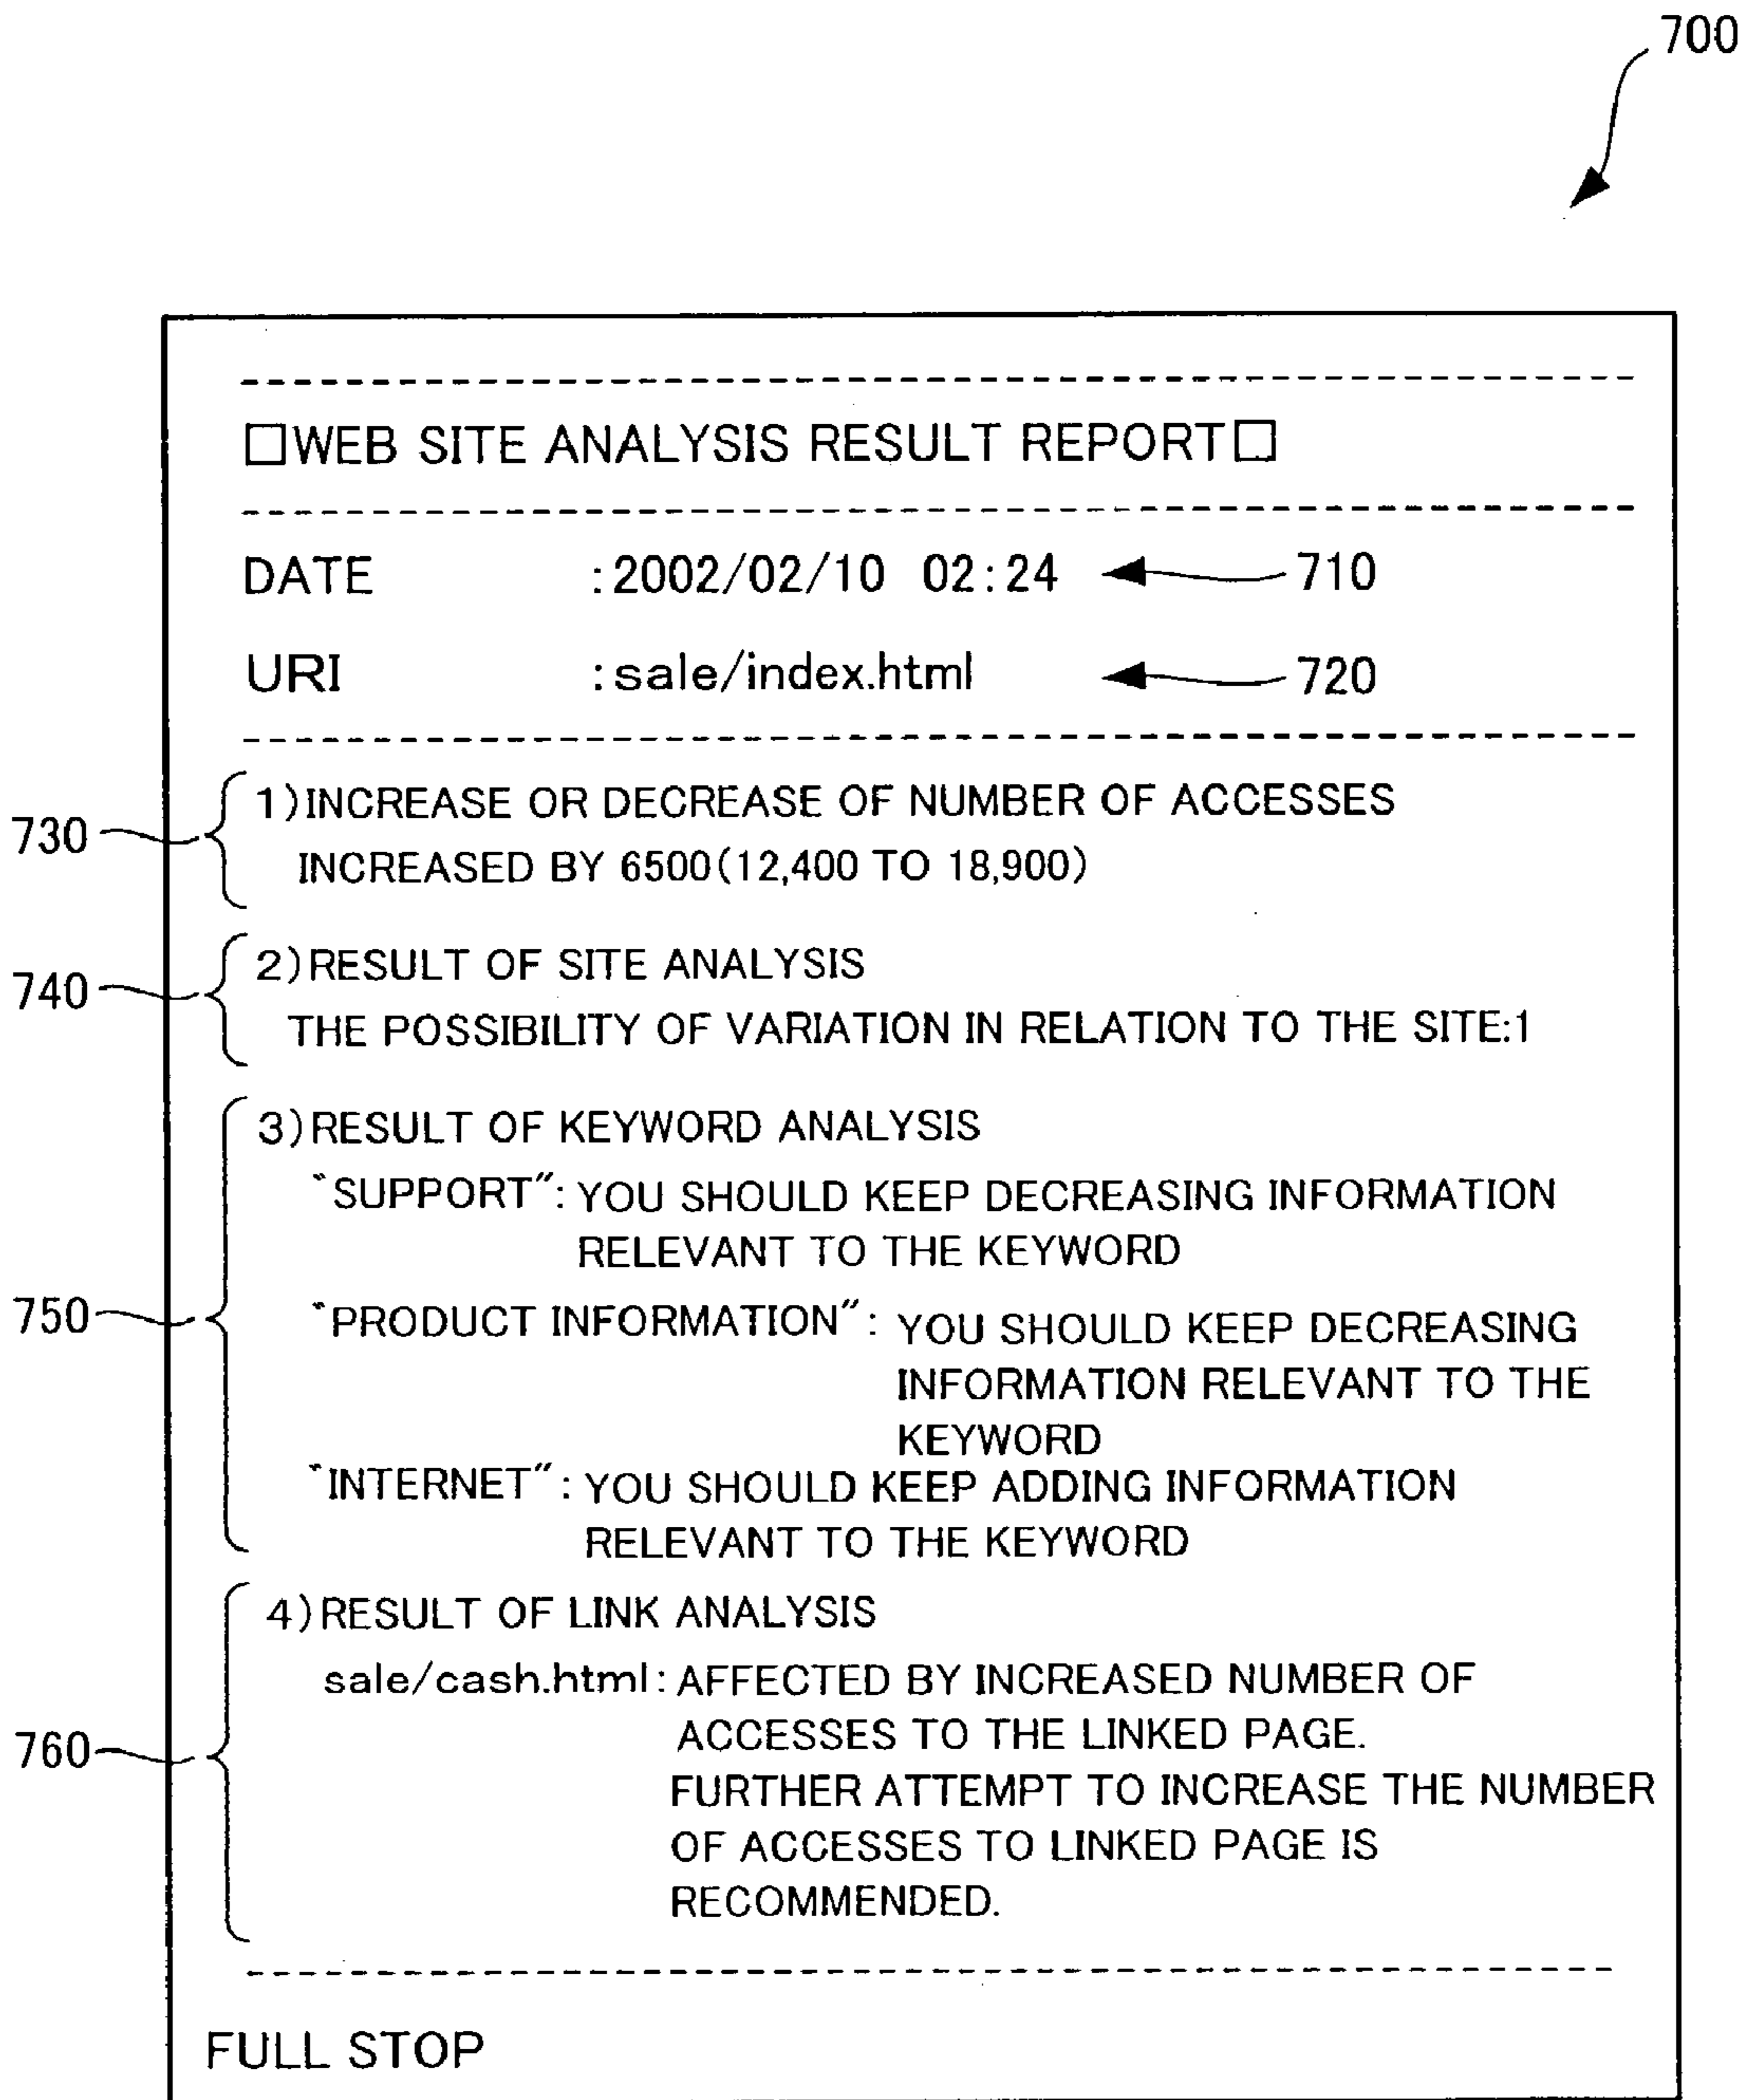 700
□WEB SITE ANALYSIS RESULT REPORT□
DATE :2002/02/10 02:24 710
URI :sale/index.html 720
1)INCREASE OR DECREASE OF NUMBER OF ACCESSES
730
INCREASED BY 6500(12,400 TO 18,900)
2)RESULT OF SITE ANALYSIS
740
THE POSSIBILITY OF VARIATION IN RELATION TO THE SITE:1
3)RESULT OF KEYWORD ANALYSIS
`SUPPORT": YOU SHOULD KEEP DECREASING INFORMATION
RELEVANT TO THE KEYWORD
750
`PRODUCT INFORMATION": YOU SHOULD KEEP DECREASING
INFORMATION RELEVANT TO THE
KEYWORD
`INTERNET": YOU SHOULD KEEP ADDING INFORMATION
RELEVANT TO THE KEYWORD
4)RESULT OF LINK ANALYSIS
sale/cash.html: AFFECTED BY INCREASED NUMBER OF
ACCESSES TO THE LINKED PAGE.
760
FURTHER ATTEMPT TO INCREASE THE NUMBER
OF ACCESSES TO LINKED PAGE IS
RECOMMENDED.
FULL STOP